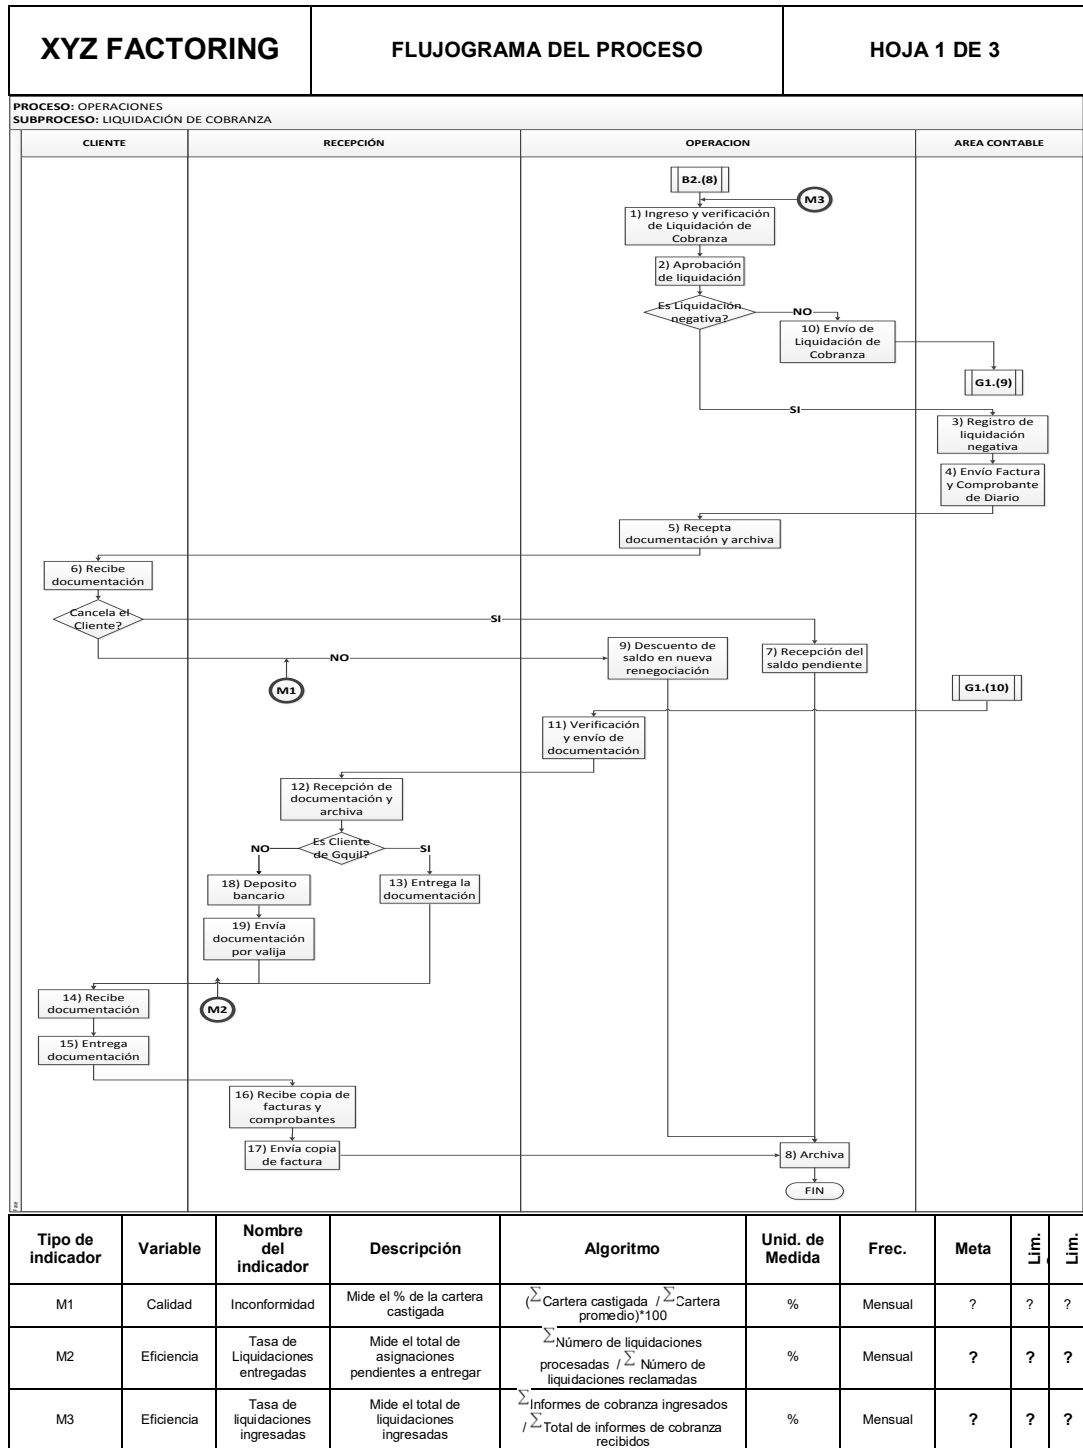 XYZ FACTORING
FLUJOGRAMA DEL PROCESO
HOJA 1 DE 3
PROCESO: OPERACIONES
SUBPROCESO: LIQUIDACIÓN DE COBRANZA
CLIENTE
RECEPCIÓN
OPERACION
AREA CONTABLE
B2.(8)
M3
1) Ingreso y verificación
de Liquidación de
Cobranza
2) Aprobación
de liquidación
Es Liquidación
negativa?
NO
10) Envío de
Liquidación de
Cobranza
G1.(9)
SI
3) Registro de
liquidación
negativa
4) Envío Factura
y Comprobante
de Diario
5) Recepta
documentación y archiva
6) Recibe
documentación
Cancela el
Cliente?
SI
NO
M1
9) Descuento de
saldo en nueva
renegociación
7) Recepción del
saldo pendiente
G1.(10)
11) Verificación
y envío de
documentación
12) Recepción de
documentación y
archiva
Es Cliente
de Gquil?
NO
SI
18) Deposito
bancario
13) Entrega la
documentación
19) Envía
documentación
por valija
M2
14) Recibe
documentación
15) Entrega
documentación
16) Recibe copia de
facturas y
comprobantes
17) Envía copia
de factura
8) Archiva
FIN
Fase
Tipo de
indicador
Variable
Nombre
del
indicador
Descripción
Algoritmo
Unid. de
Medida
Frec.
Meta
Lim.
Lim.
M1
Calidad
Inconformidad
Mide el % de la cartera
castigada
(∑Cartera castigada / ∑Cartera
promedio)*100
%
Mensual
?
?
?
M2
Eficiencia
Tasa de
Liquidaciones
entregadas
Mide el total de
asignaciones
pendientes a entregar
∑Número de liquidaciones
procesadas / ∑ Número de
liquidaciones reclamadas
%
Mensual
?
?
?
M3
Eficiencia
Tasa de
liquidaciones
ingresadas
Mide el total de
liquidaciones
ingresadas
∑Informes de cobranza ingresados
/ ∑Total de informes de cobranza
recibidos
%
Mensual
?
?
?